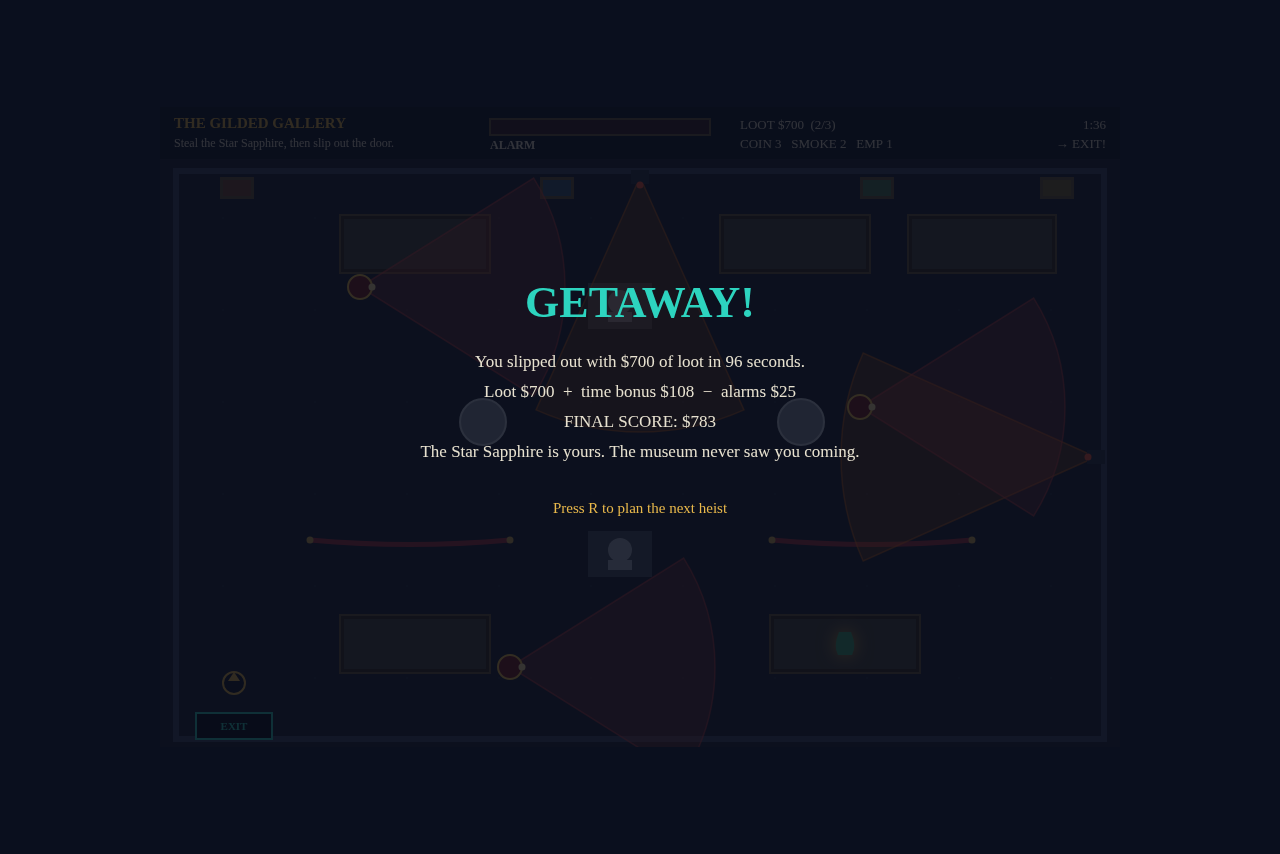 THE GILDED GALLERY
Steal the Star Sapphire, then slip out the door.
ALARM
LOOT $700 (2/3)
COIN 3 SMOKE 2 EMP 1
1:36
→ EXIT!
GETAWAY!
You slipped out with $700 of loot in 96 seconds.
Loot $700 + time bonus $108 − alarms $25
FINAL SCORE: $783
The Star Sapphire is yours. The museum never saw you coming.
Press R to plan the next heist
EXIT